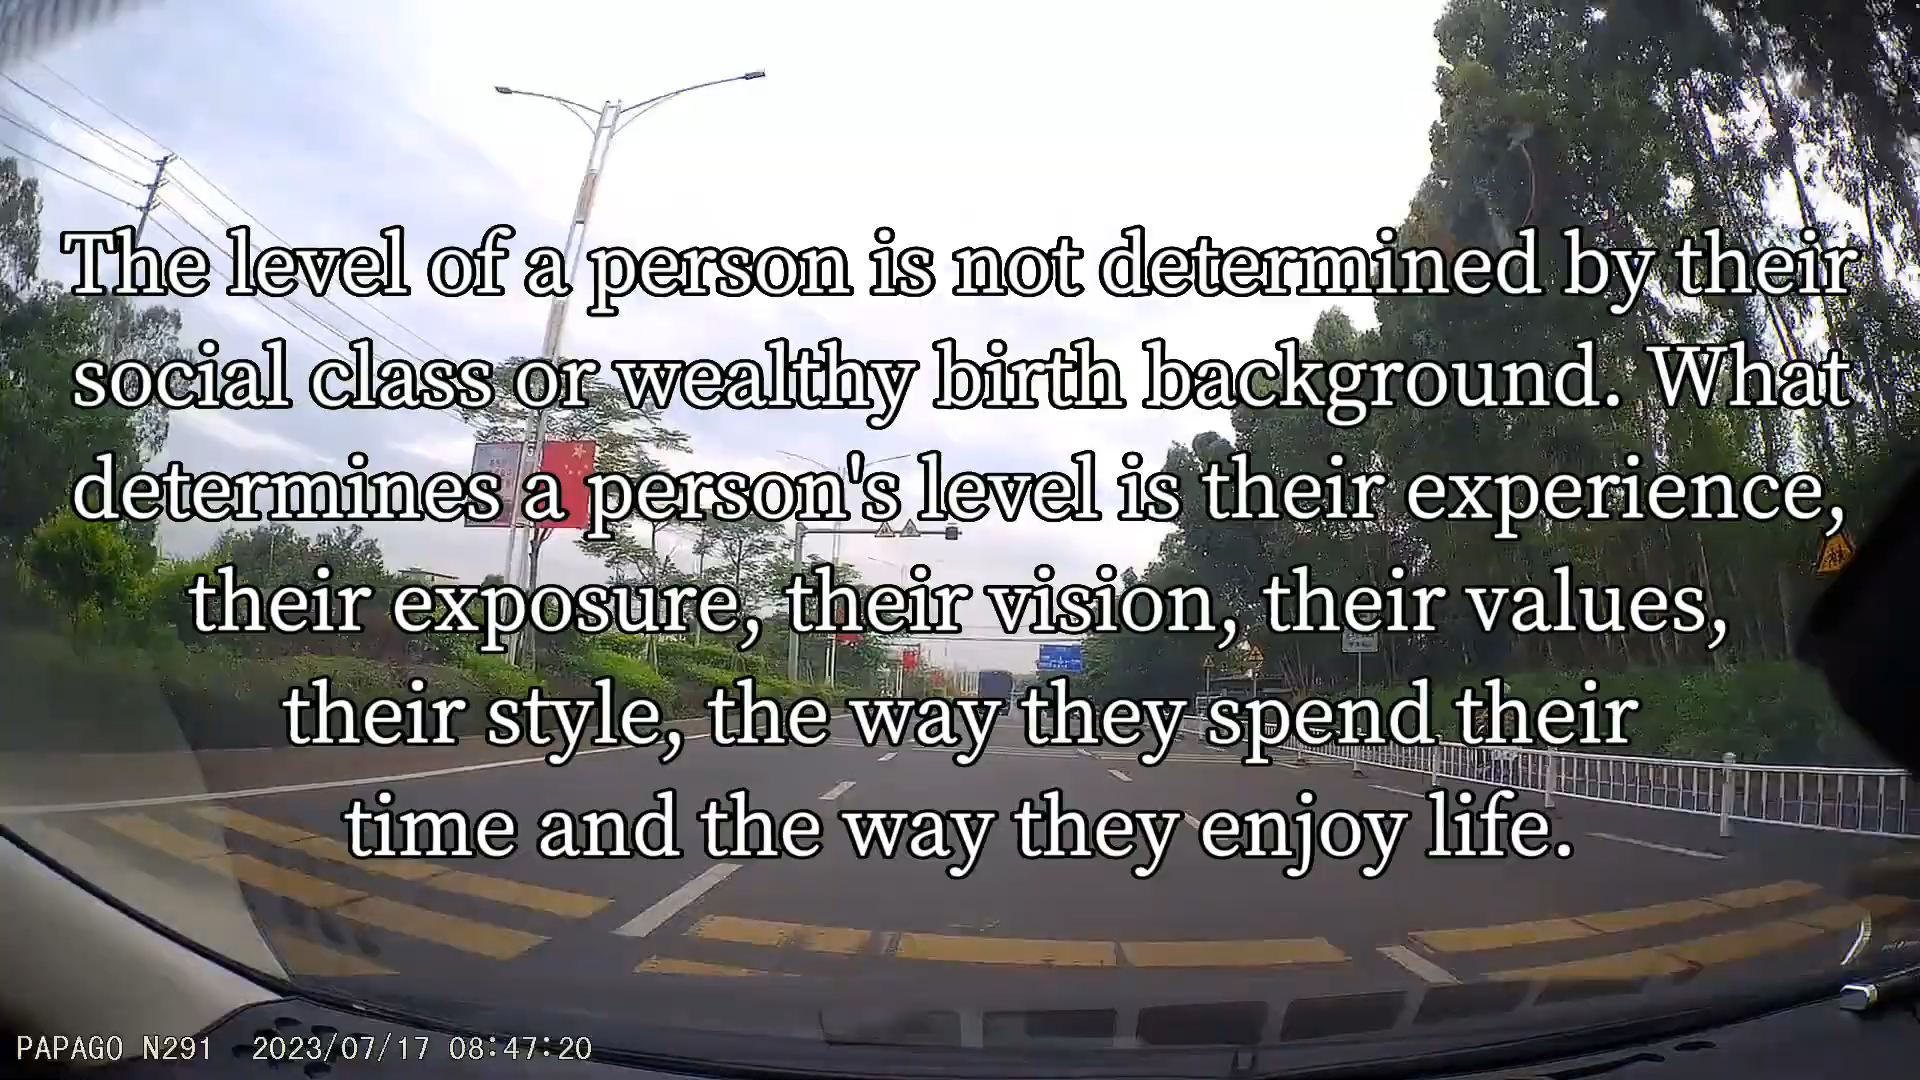 The level of a person is not determined by their
social class or wealthy birth background. What
determines a person's level is their experience,
their exposure, their vision, their values,
their style, the way they spend their
time and the way they enjoy life.
PAPAGO N291 2023/07/17 08:47:20